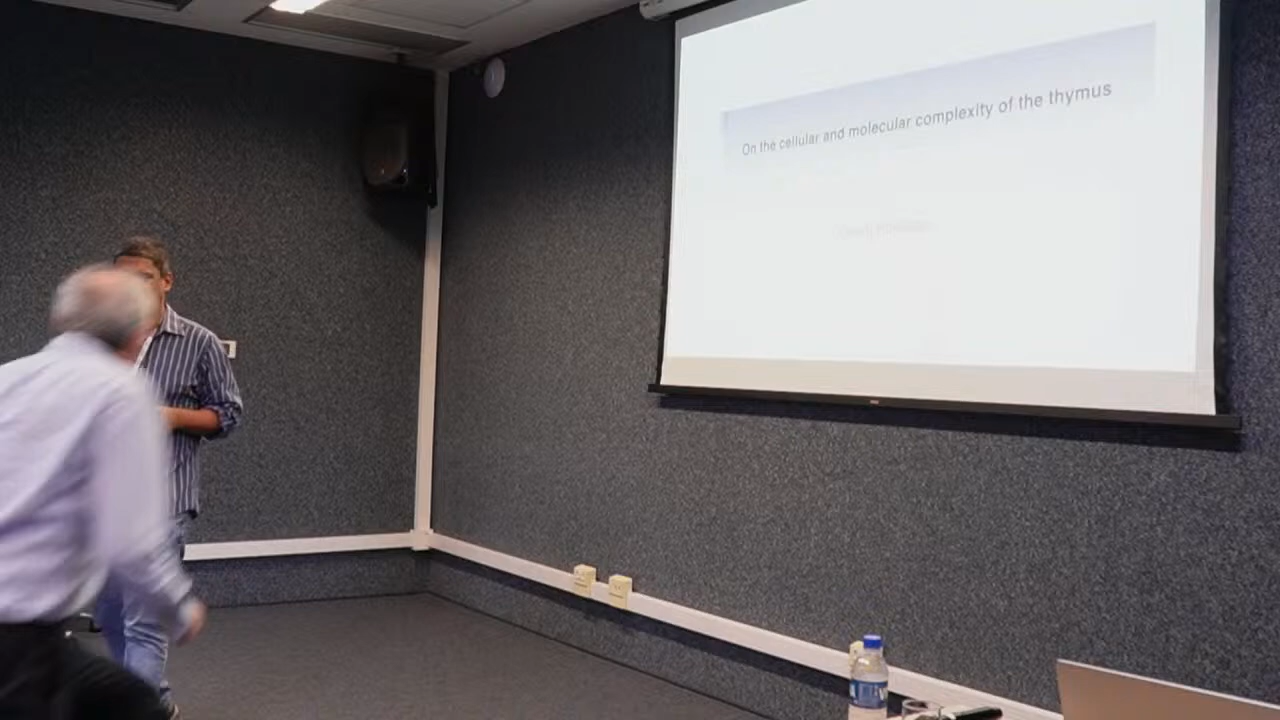 On the cellular and molecular complexity of the thymus